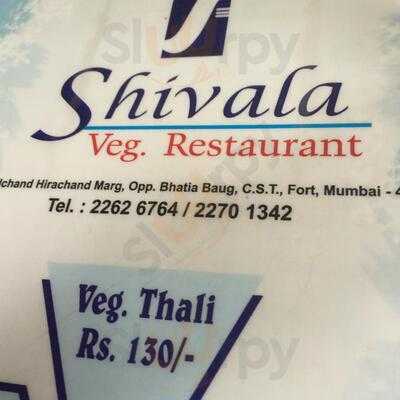 Shivala
Veg. Restaurant
lchand Hirachand Marg, Opp. Bhatia Baug, C.S.T., Fort, Mumbai - 4
Tel. : 2262 6764 / 2270 1342
Veg. Thali
Rs. 130/-